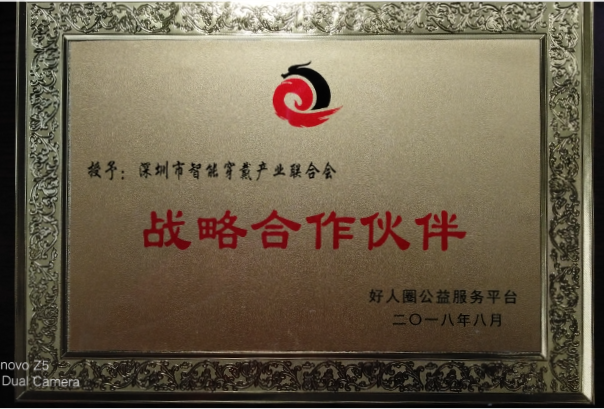 授予：深圳市智能穿戴产业联合会
战略合作伙伴
好人圈公益服务平台
二〇一八年八月
novo Z5
Dual Camera